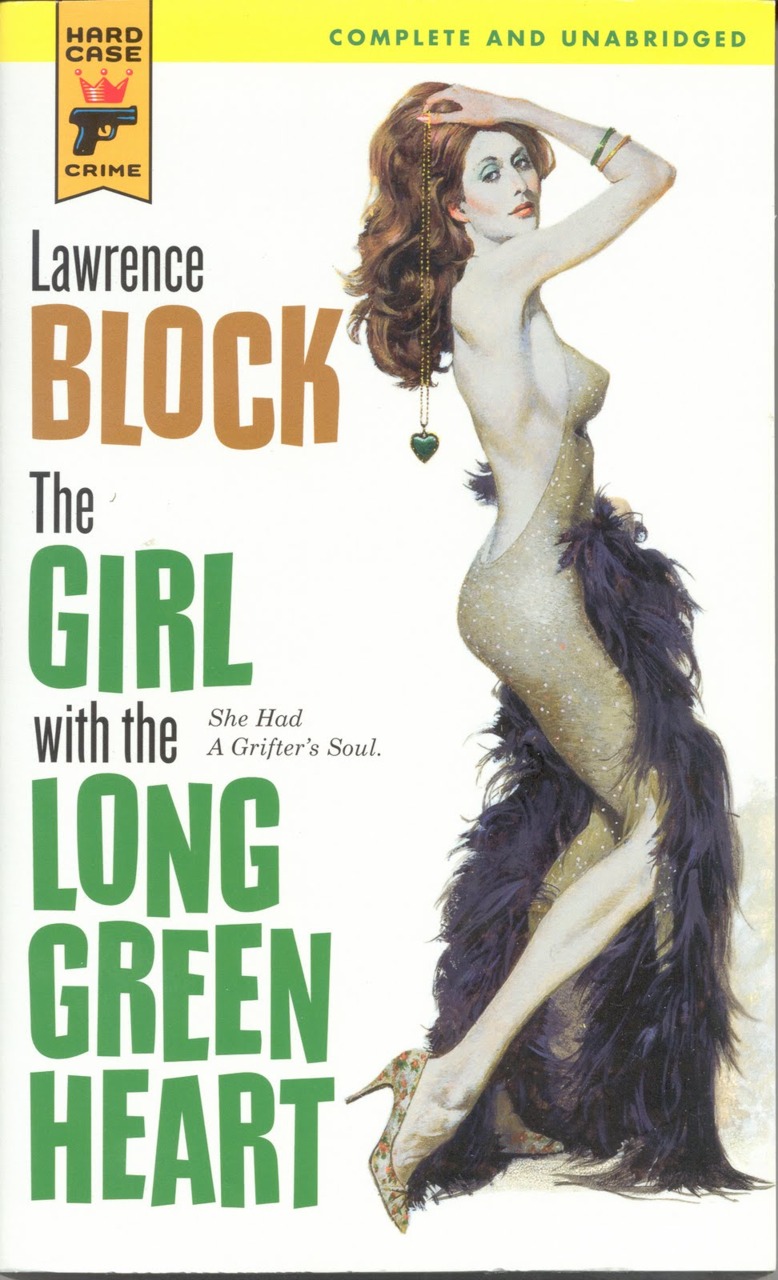 HARD
CASE
CRIME
COMPLETE AND UNABRIDGED
Lawrence
BLOCK
The
GIRL
with the
She Had
A Grifter's Soul.
LONG
GREEN
HEART